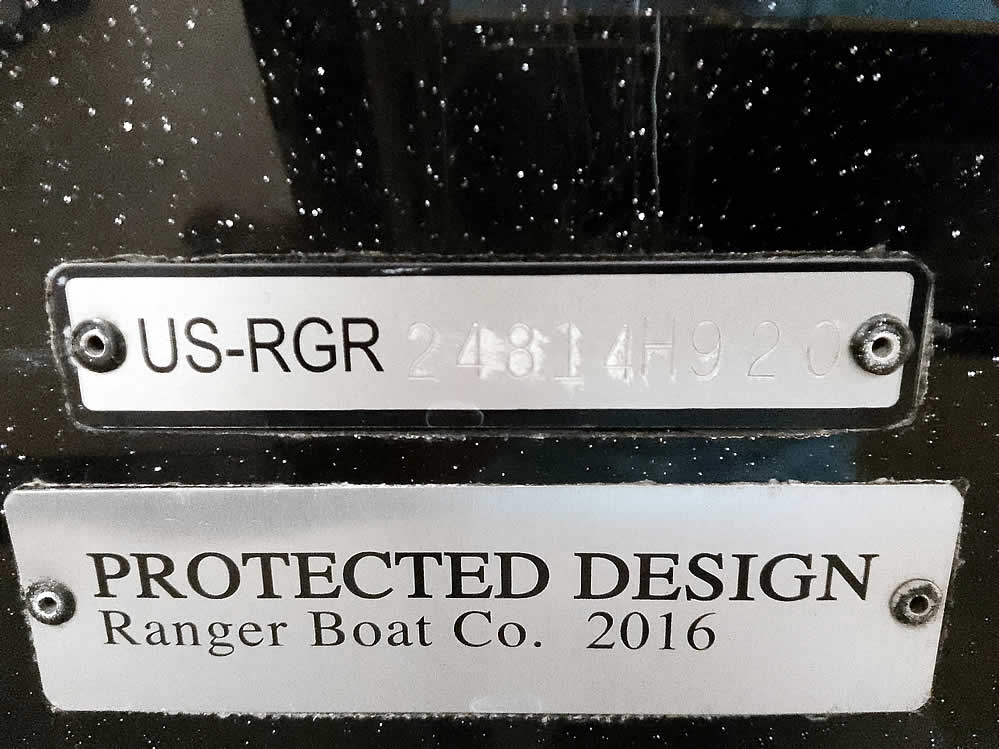 US-RGR 24814H920
PROTECTED DESIGN
Ranger Boat Co. 2016